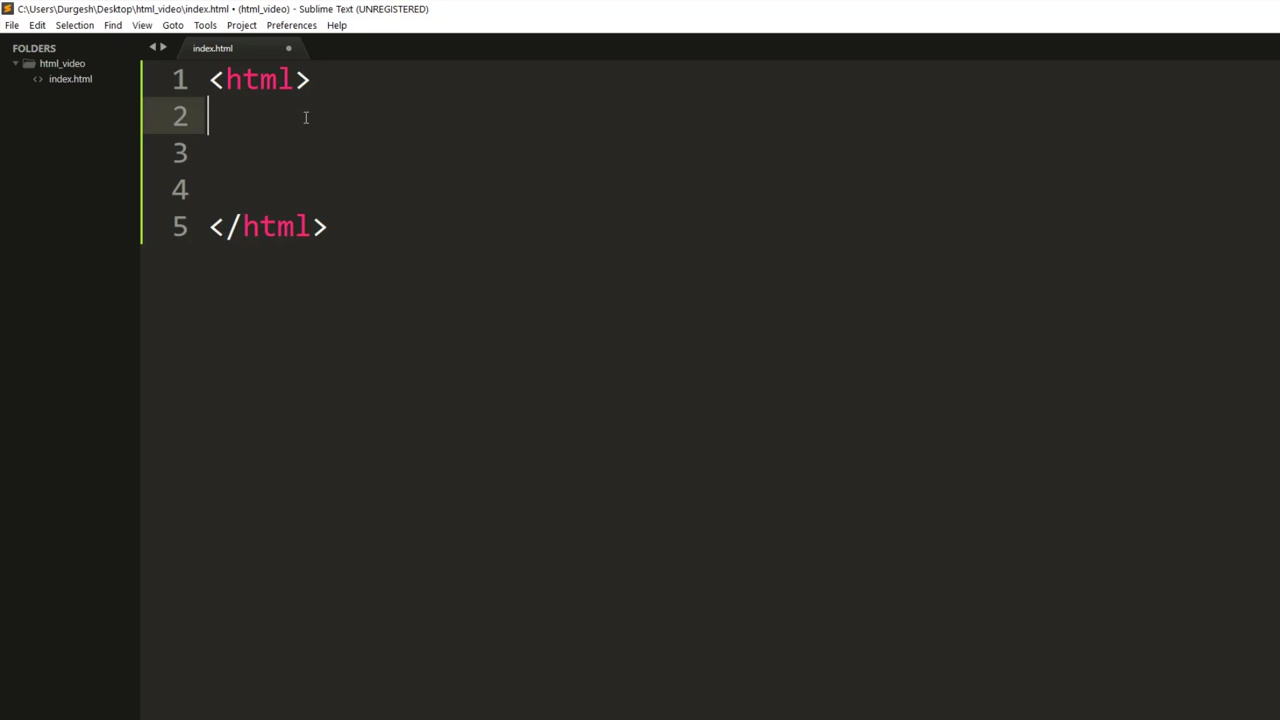 C:\Users\Durgesh\Desktop\html_video\index.html • (html_video) - Sublime Text (UNREGISTERED)
File Edit Selection Find View Goto Tools Project Preferences Help
FOLDERS
html_video
<> index.html
index.html
1 <html>
2
3
4
5 </html>